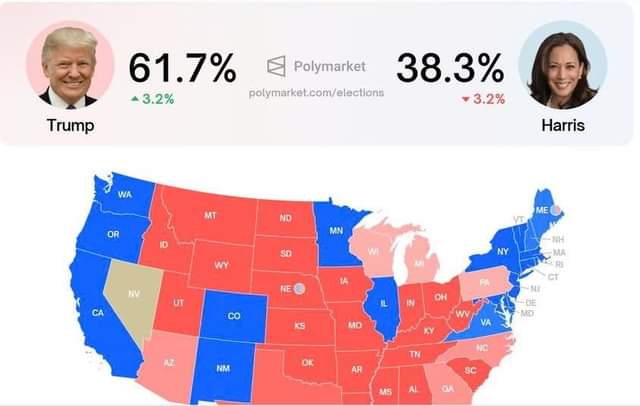 61.7%
Polymarket
38.3%
3.2%
polymarket.com/elections
3.2%
Trump
Harris
WA
MT
ND
MN
VT
ME
OR
ID
SD
WI
MI
NY
NH
MA
WY
RI
IA
PA
CT
NE
NJ
NV
UT
CO
IL
IN
OH
DE
CA
KS
MO
WV
VA
MD
KY
AZ
NM
OK
TN
NC
AR
SC
MS
AL
GA